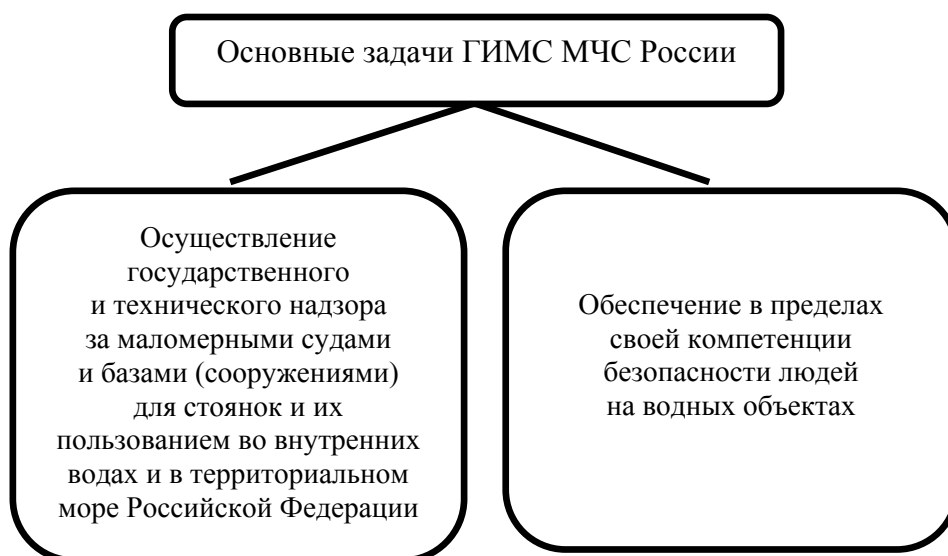 Основные задачи ГИМС МЧС России
Осуществление
государственного
и технического надзора
за маломерными судами
и базами (сооружениями)
для стоянок и их
пользованием во внутренних
водах и в территориальном
море Российской Федерации
Обеспечение в пределах
своей компетенции
безопасности людей
на водных объектах